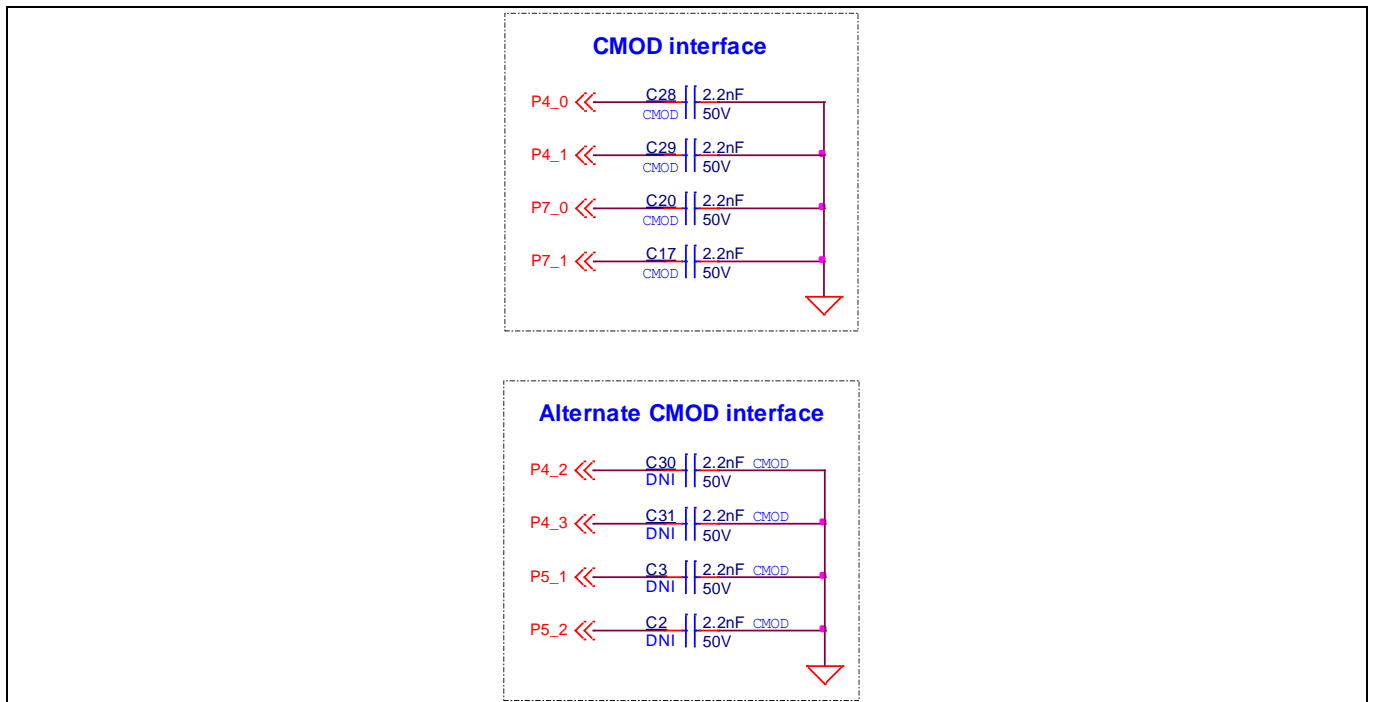 CMOD interface
P4_0 C28 2.2nF
CMOD 50V
P4_1 C29 2.2nF
CMOD 50V
P7_0 C20 2.2nF
CMOD 50V
P7_1 C17 2.2nF
CMOD 50V
Alternate CMOD interface
P4_2 C30 2.2nF CMOD
DNI 50V
P4_3 C31 2.2nF CMOD
DNI 50V
P5_1 C3 2.2nF CMOD
DNI 50V
P5_2 C2 2.2nF CMOD
DNI 50V